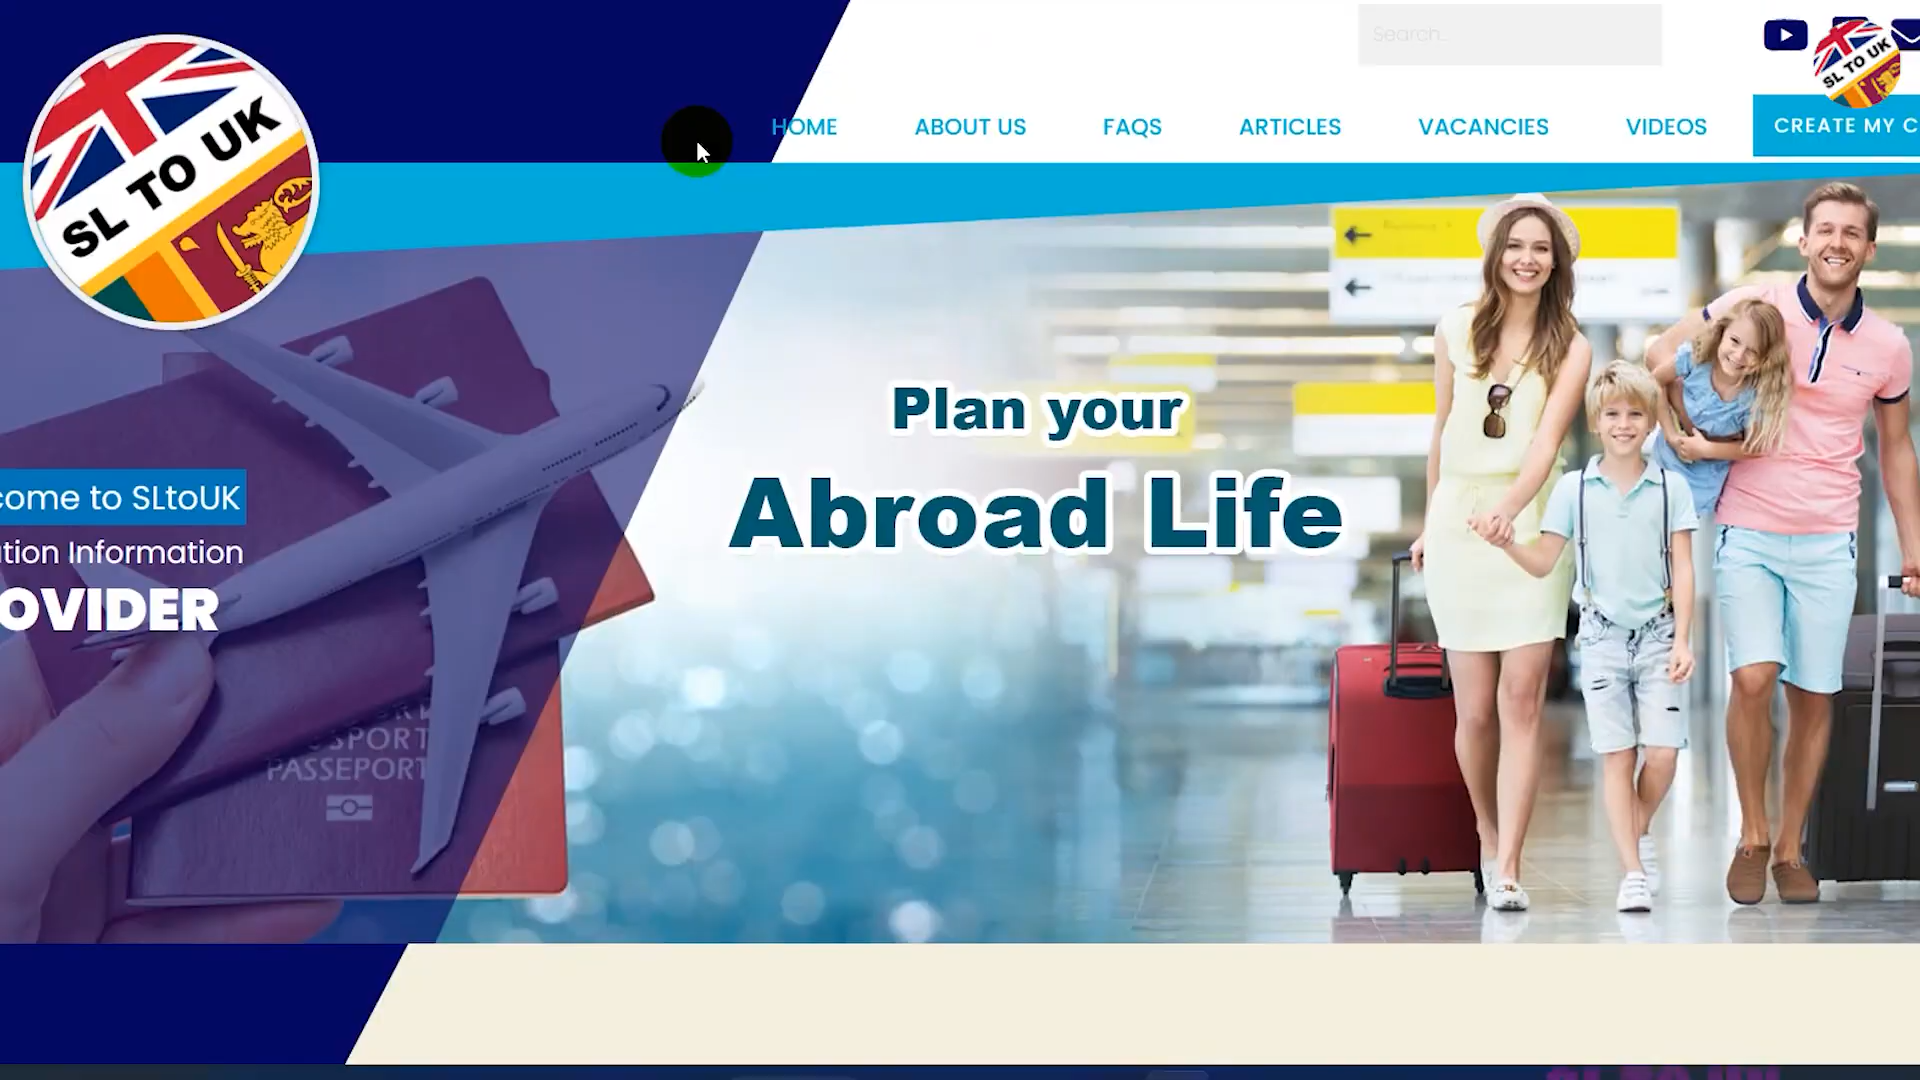 SL TO UK
Search...
SL TO UK
HOME
ABOUT US
FAQS
ARTICLES
VACANCIES
VIDEOS
CREATE MY C
come to SLtoUK
tion Information
OVIDER
Plan your
Abroad Life
SPORT
PASSEPORT